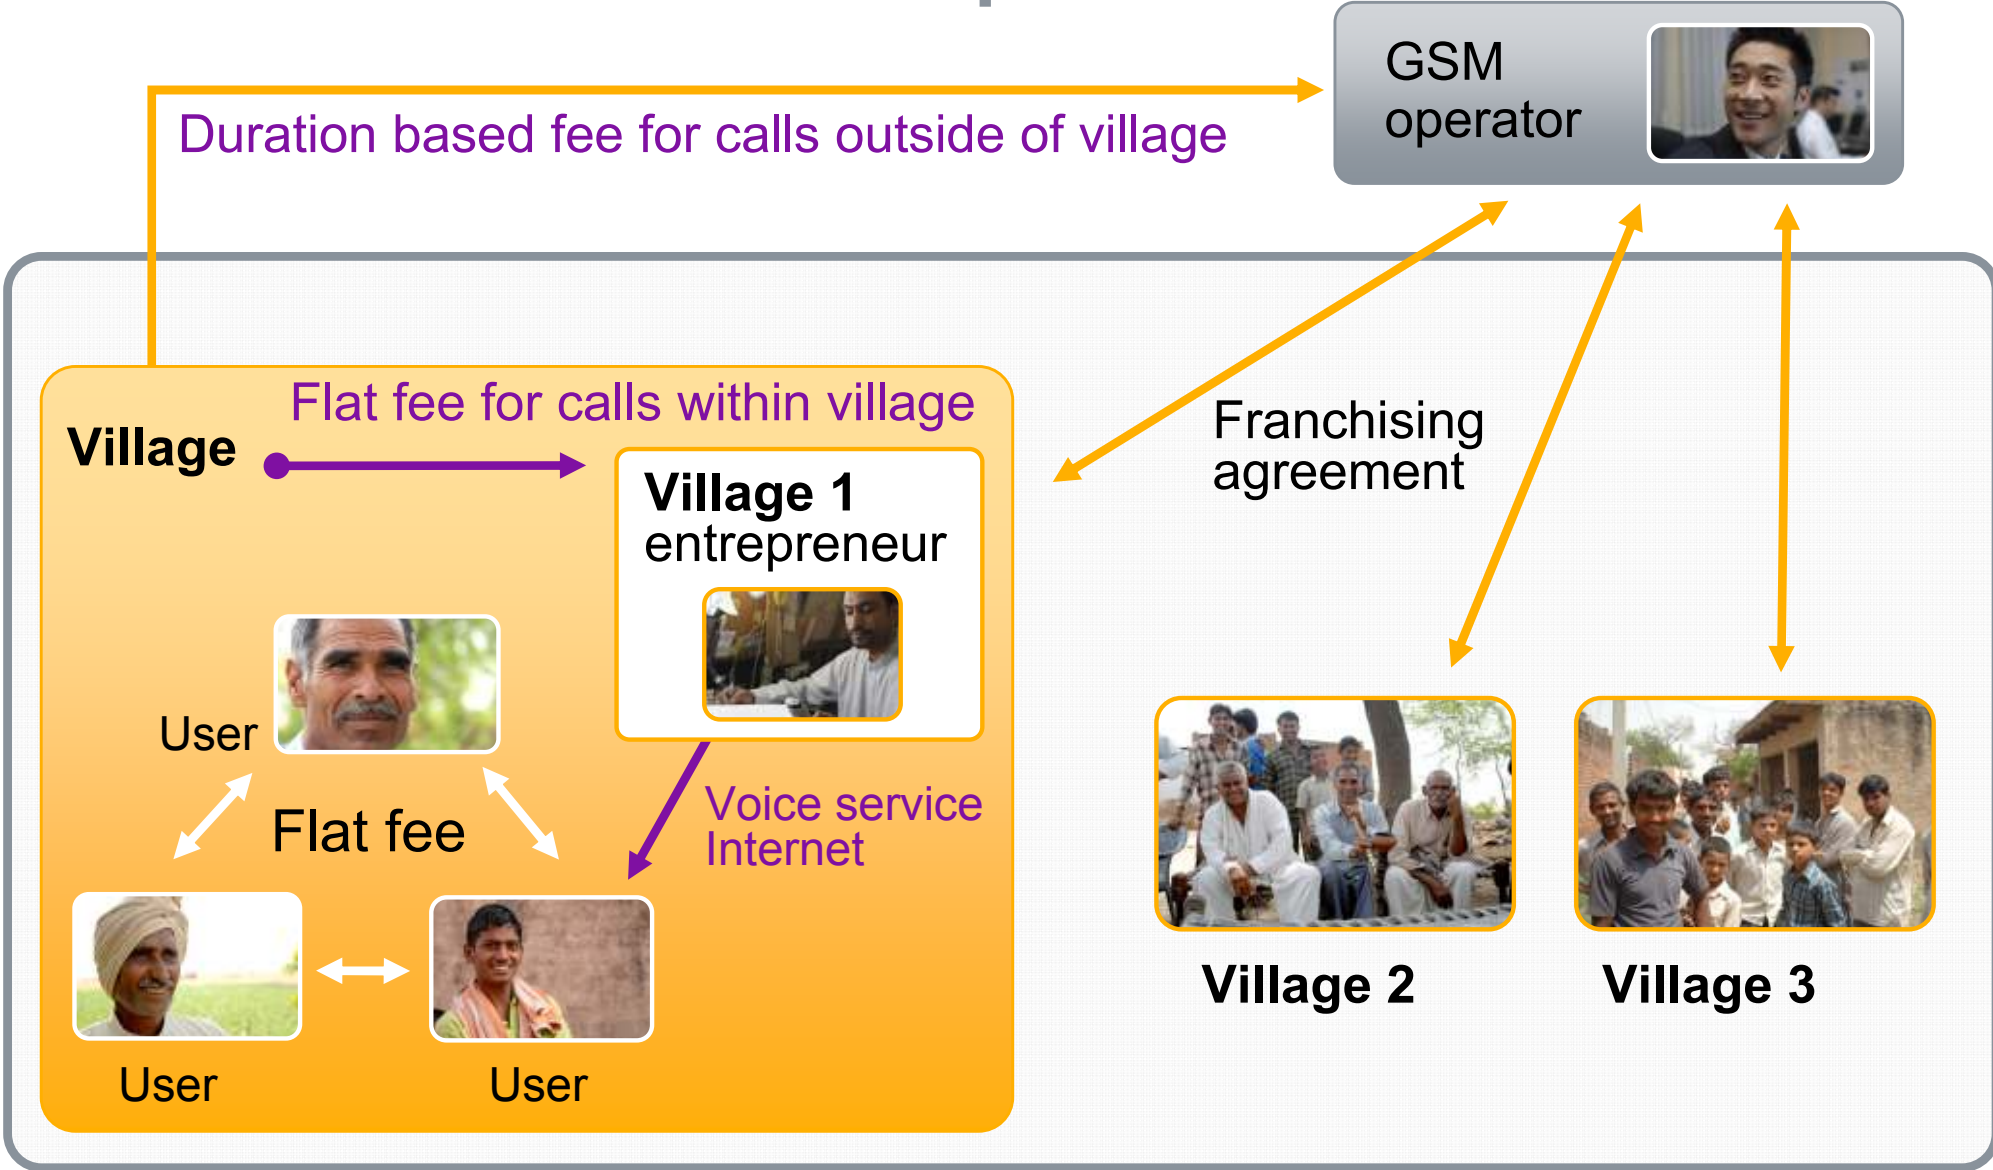 GSM
operator
Duration based fee for calls outside of village
Flat fee for calls within village
Village
Village 1
entrepreneur
Franchising
agreement
User
Flat fee
Voice service
Internet
User
User
Village 2
Village 3